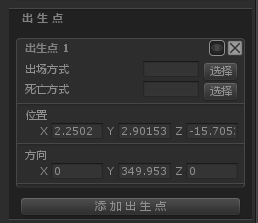 出生点
出生点 1
出场方式 选择
死亡方式 选择
位置
X 2.2502 Y 2.90153 Z -15.705
方向
X 0 Y 349.953 Z 0
添加出生点